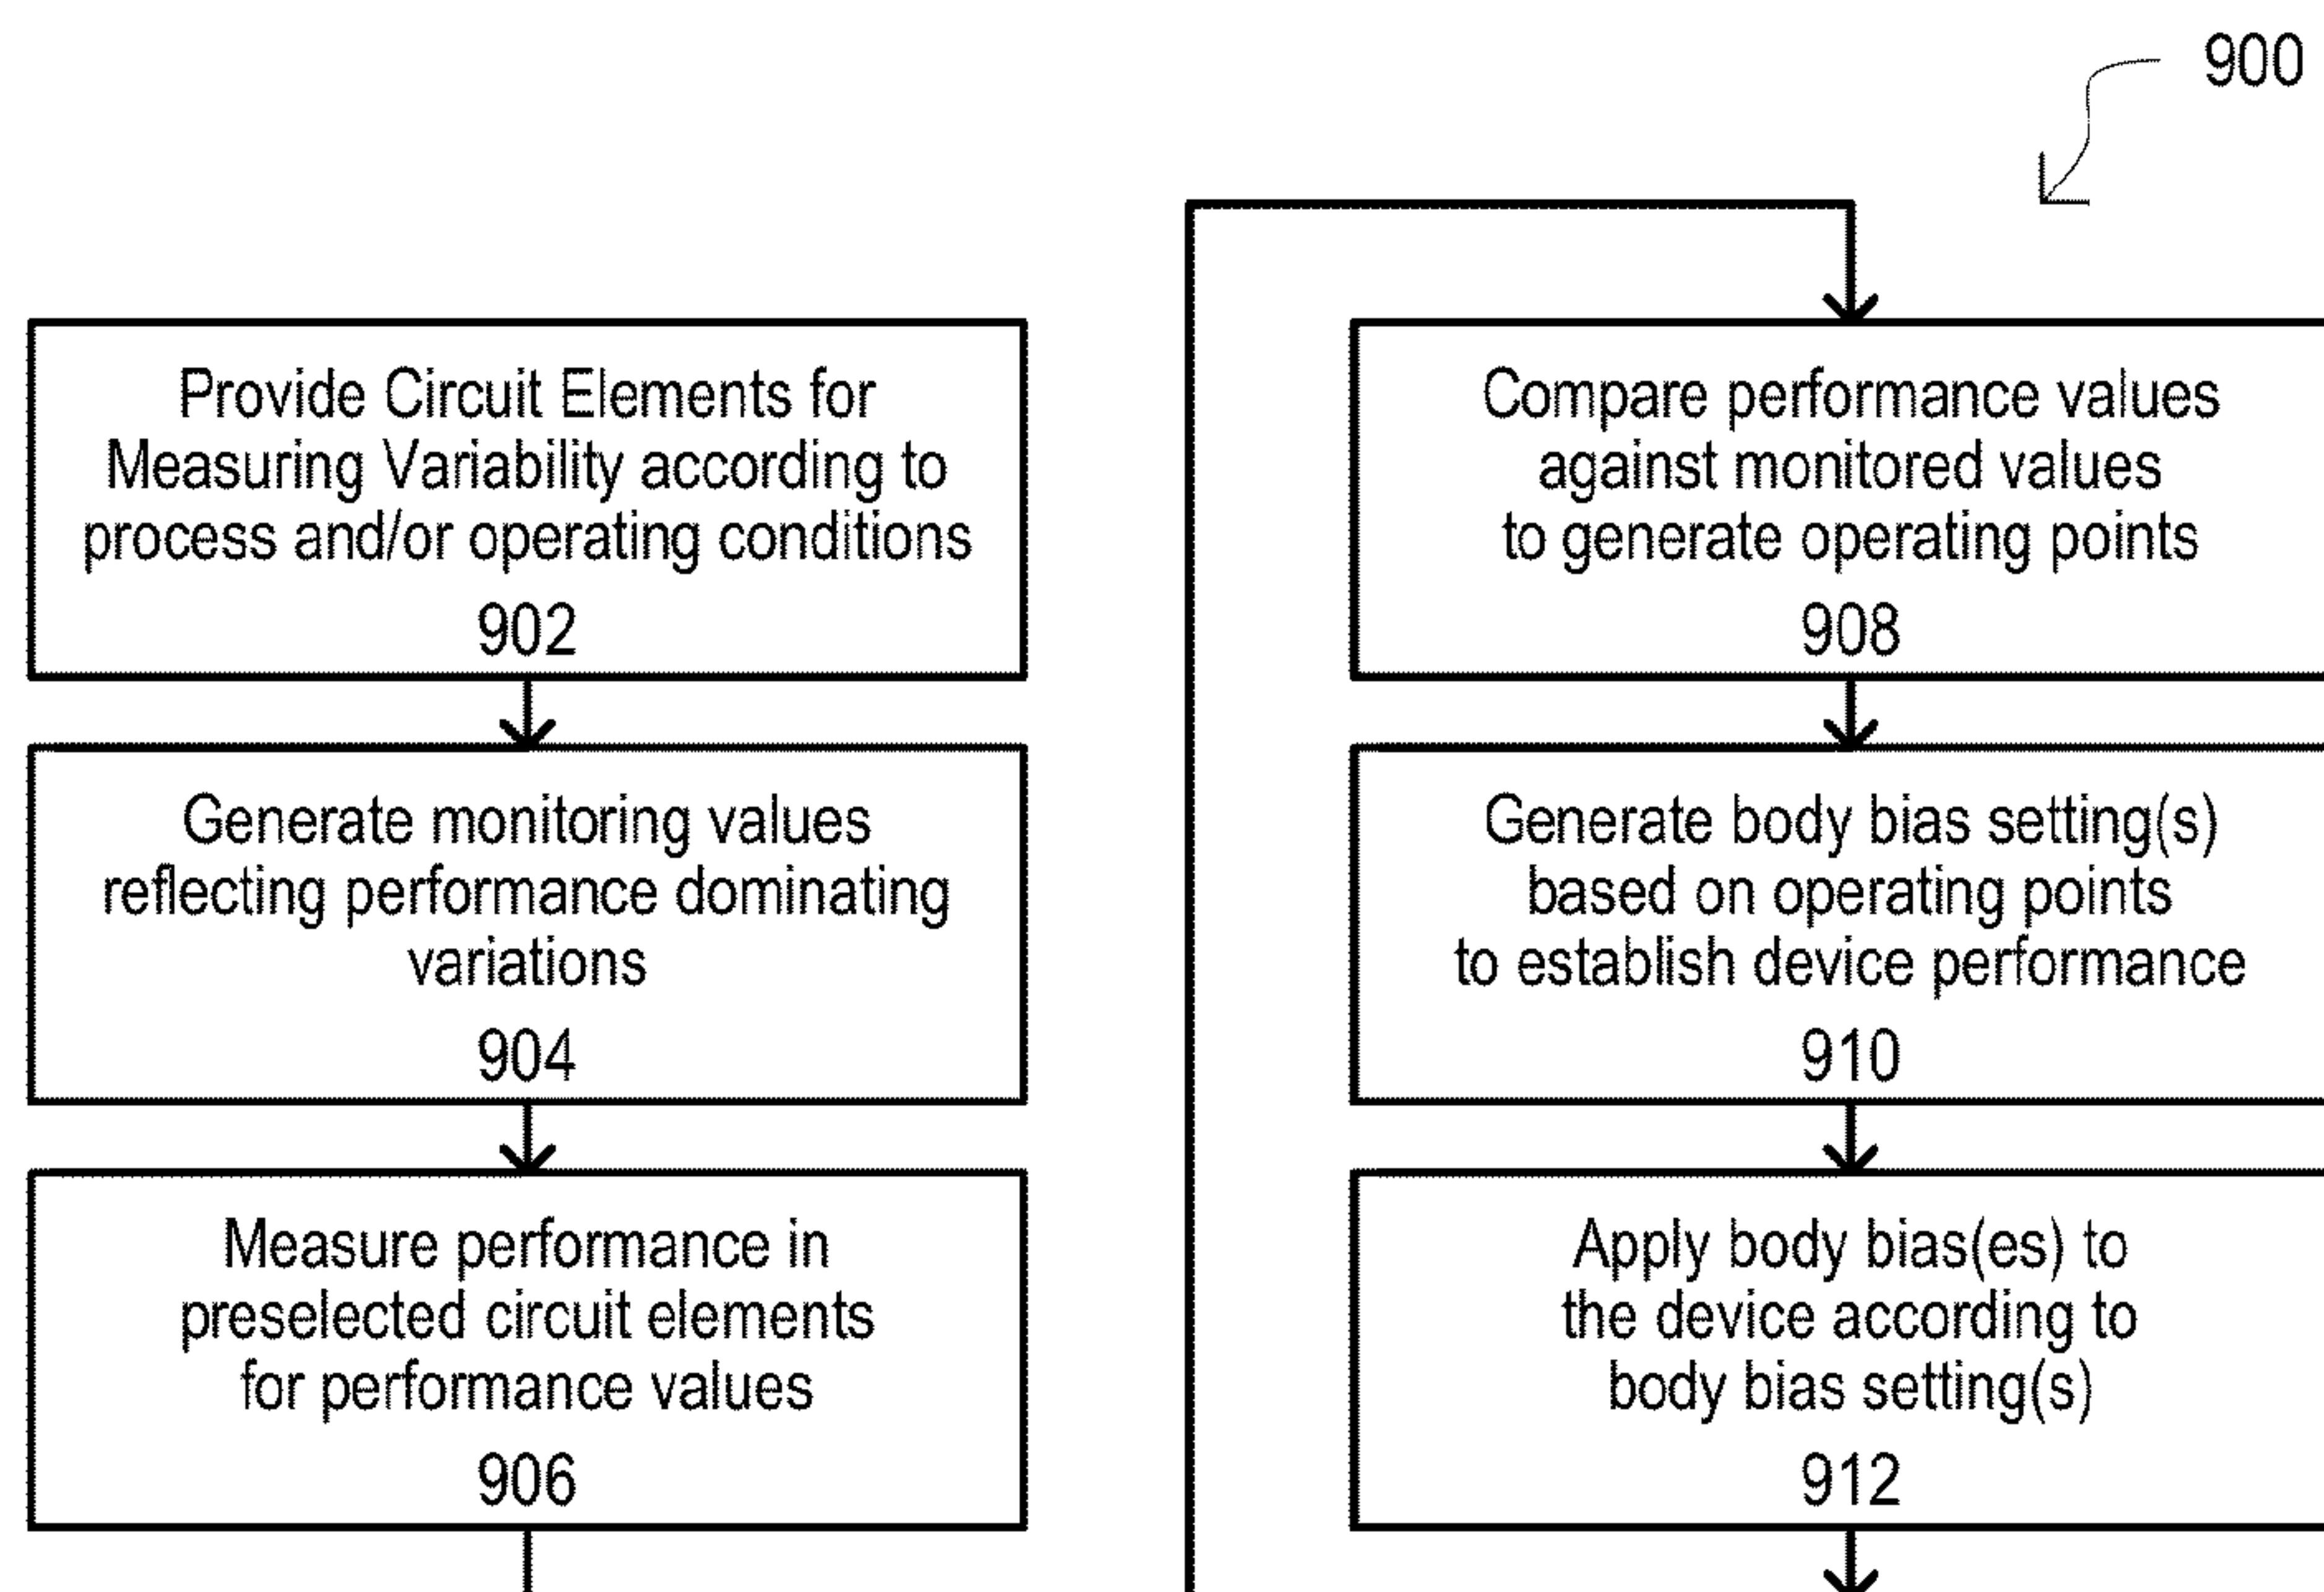 900
Provide Circuit Elements for
Measuring Variability according to
process and/or operating conditions
902
Generate monitoring values
reflecting performance dominating
variations
904
Measure performance in
preselected circuit elements
for performance values
906
Compare performance values
against monitored values
to generate operating points
908
Generate body bias setting(s)
based on operating points
to establish device performance
910
Apply body bias(es) to
the device according to
body bias setting(s)
912